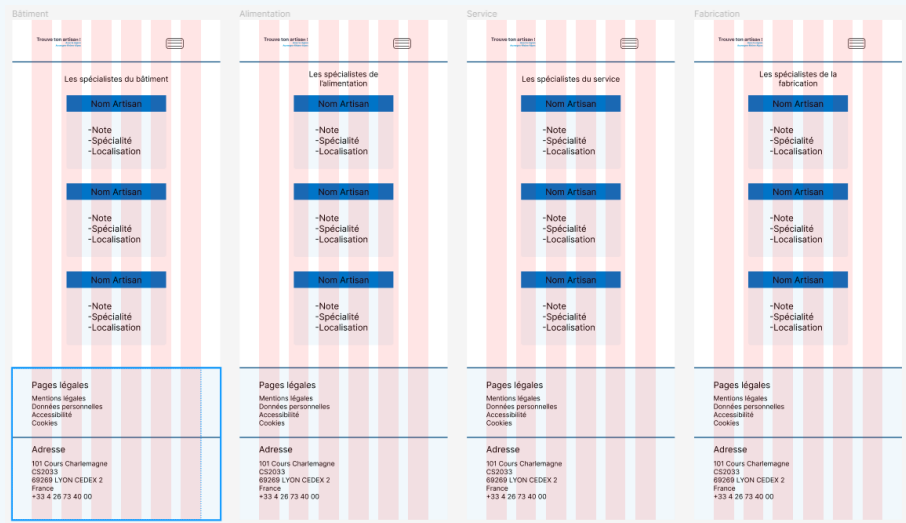 Bâtiment
Trouve ton artisan !
Les spécialistes du bâtiment
Nom Artisan
-Note
-Spécialité
-Localisation
Nom Artisan
-Note
-Spécialité
-Localisation
Nom Artisan
-Note
-Spécialité
-Localisation
Pages légales
Mentions légales
Données personnelles
Accessibilité
Cookies
Adresse
101 Cours Charlemagne
CS2033
69269 LYON CEDEX 2
France
+33 4 26 73 40 00
Alimentation
Trouve ton artisan !
Les spécialistes de
l'alimentation
Nom Artisan
-Note
-Spécialité
-Localisation
Nom Artisan
-Note
-Spécialité
-Localisation
Nom Artisan
-Note
-Spécialité
-Localisation
Pages légales
Mentions légales
Données personnelles
Accessibilité
Cookies
Adresse
101 Cours Charlemagne
CS2033
69269 LYON CEDEX 2
France
+33 4 26 73 40 00
Service
Trouve ton artisan !
Les spécialistes du service
Nom Artisan
-Note
-Spécialité
-Localisation
Nom Artisan
-Note
-Spécialité
-Localisation
Nom Artisan
-Note
-Spécialité
-Localisation
Pages légales
Mentions légales
Données personnelles
Accessibilité
Cookies
Adresse
101 Cours Charlemagne
CS2033
69269 LYON CEDEX 2
France
+33 4 26 73 40 00
Fabrication
Trouve ton artisan !
Les spécialistes de la
fabrication
Nom Artisan
-Note
-Spécialité
-Localisation
Nom Artisan
-Note
-Spécialité
-Localisation
Nom Artisan
-Note
-Spécialité
-Localisation
Pages légales
Mentions légales
Données personnelles
Accessibilité
Cookies
Adresse
101 Cours Charlemagne
CS2033
69269 LYON CEDEX 2
France
+33 4 26 73 40 00